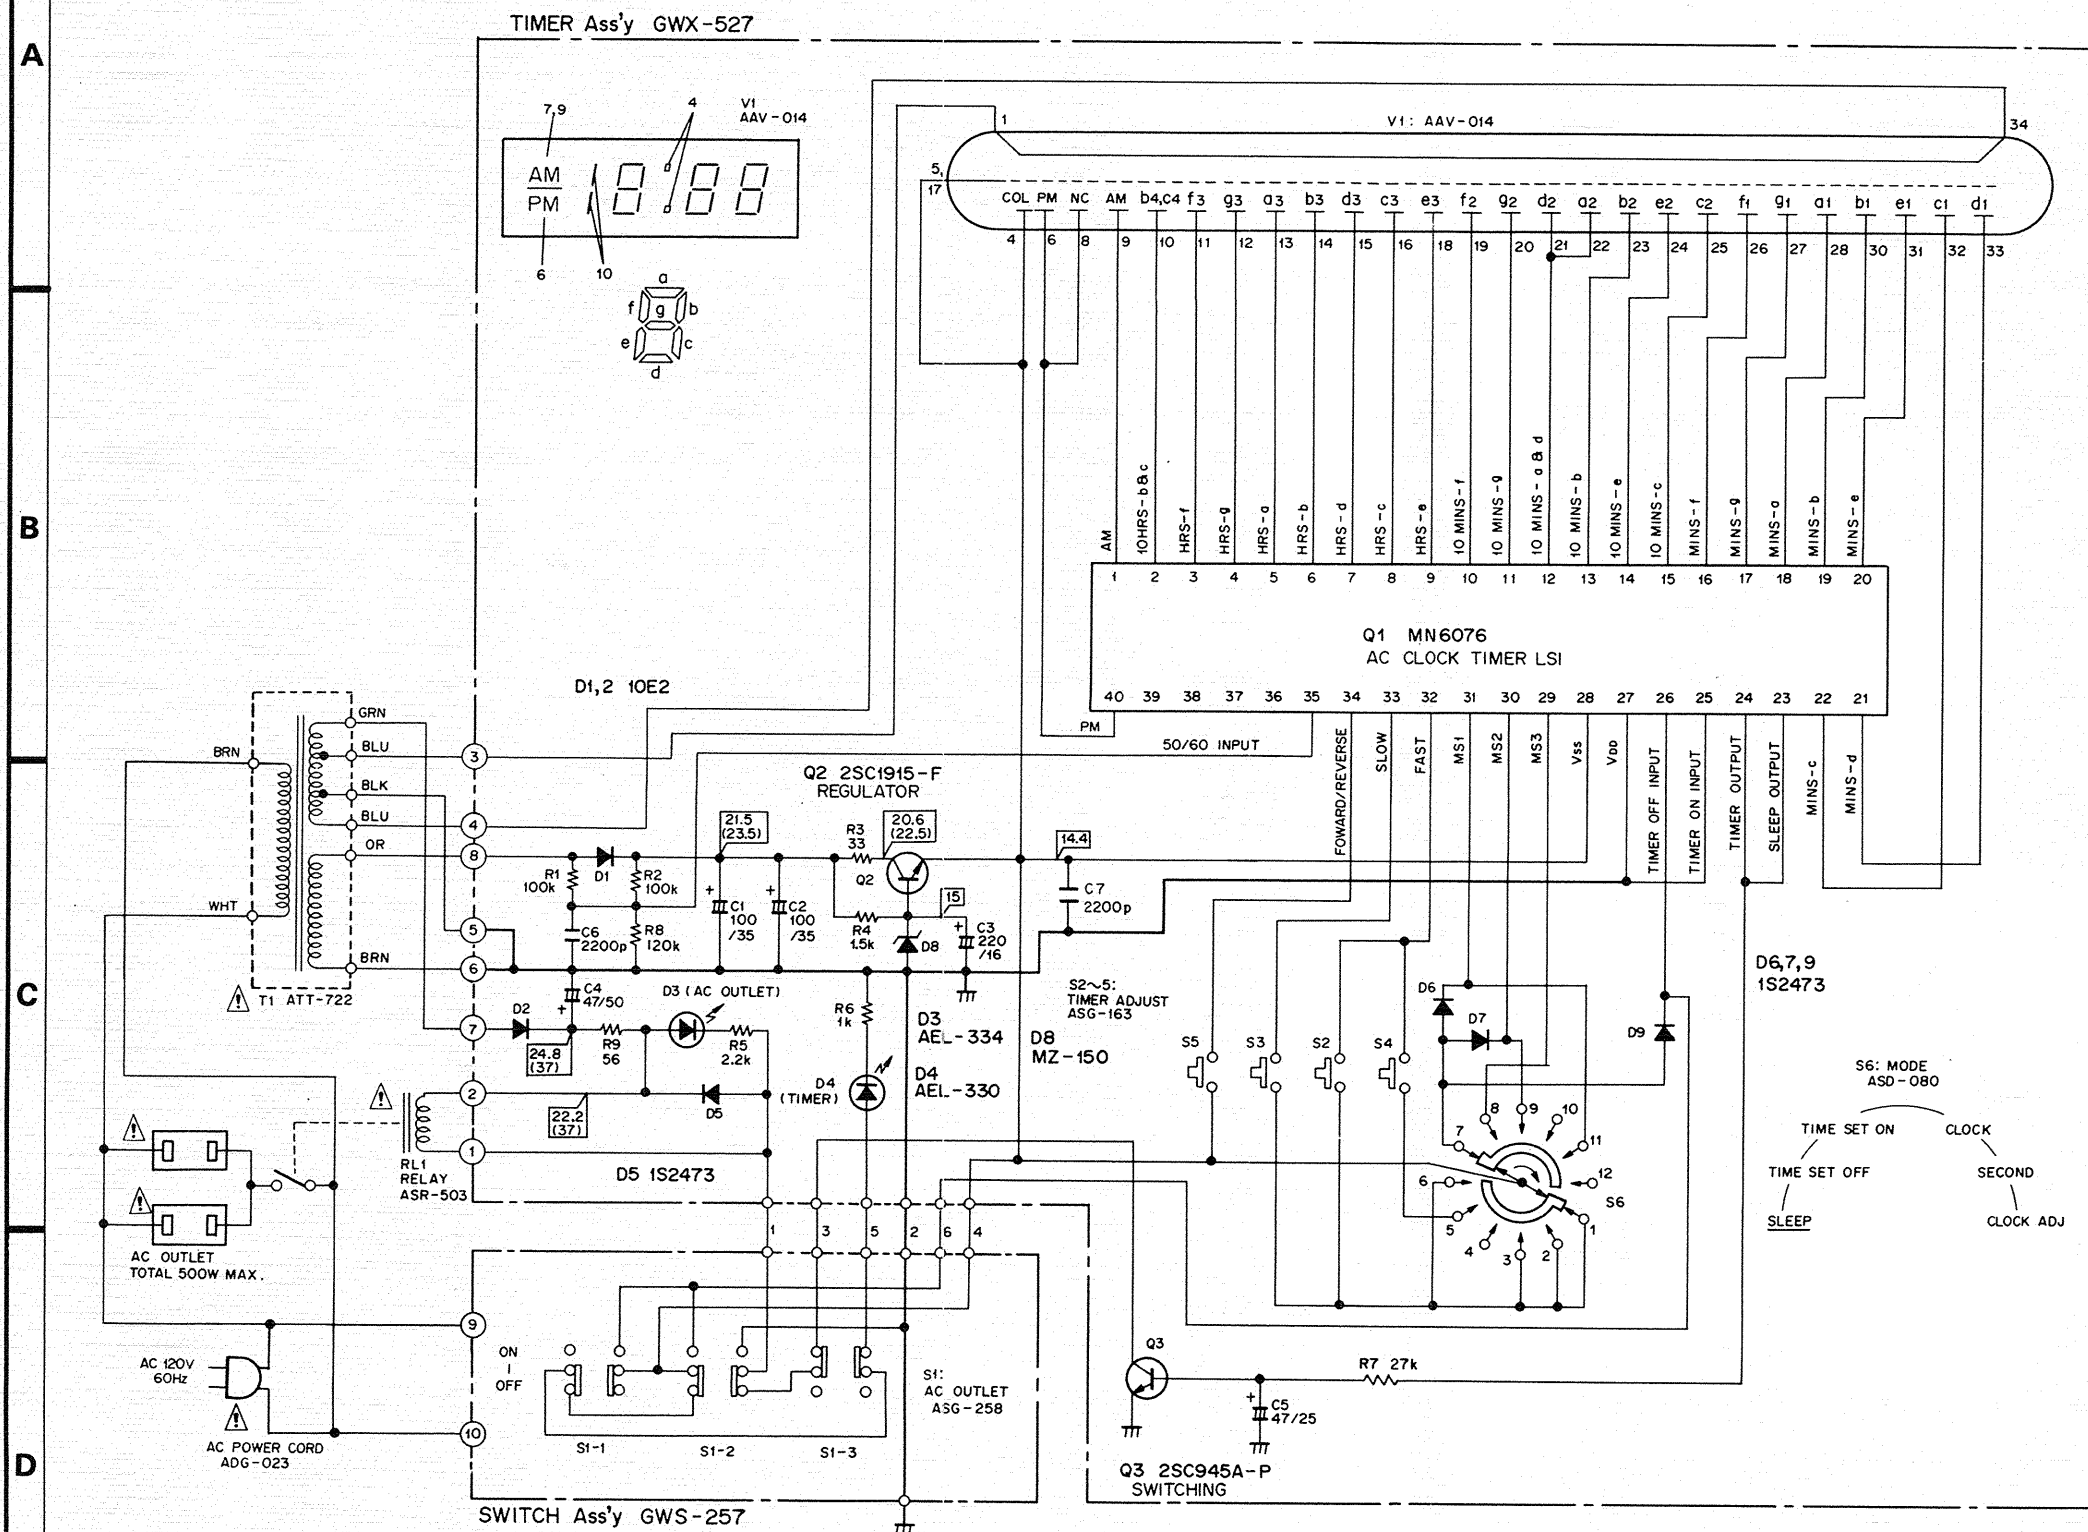 A
B
C
D
TIMER Ass'y GWX-527
7,9
4
V1
AAV-014
AM
PM
6
10
a
f
g
b
e
c
d
V1: AAV-014
1
34
5,
17
COL PM NC AM b4,C4 f3 g3 a3 b3 d3 c3 e3 f2 g2 d2 a2 b2 e2 c2 f1 g1 a1 b1 e1 c1 d1
4 6 8 9 10 11 12 13 14 15 16 18 19 20 21 22 23 24 25 26 27 28 30 31 32 33
AM
10HRS-b&c
HRS-f
HRS-g
HRS-a
HRS-b
HRS-d
HRS-c
HRS-e
10 MINS-f
10 MINS-g
10 MINS-a&d
10 MINS-b
10 MINS-e
10 MINS-c
MINS-f
MINS-g
MINS-a
MINS-b
MINS-e
1 2 3 4 5 6 7 8 9 10 11 12 13 14 15 16 17 18 19 20
Q1 MN6076
AC CLOCK TIMER LSI
40 39 38 37 36 35 34 33 32 31 30 29 28 27 26 25 24 23 22 21
PM
50/60 INPUT
FOWARD/REVERSE
SLOW
FAST
MS1
MS2
MS3
VSS
VDD
TIMER OFF INPUT
TIMER ON INPUT
TIMER OUTPUT
SLEEP OUTPUT
MINS-c
MINS-d
D1,2 10E2
GRN
BLU
BLK
BLU
OR
BRN
BRN
WHT
T1 ATT-722
3
4
8
5
6
7
2
1
9
10
Q2 2SC1915-F
REGULATOR
21.5
(23.5)
20.6
(22.5)
14.4
15
24.8
(37)
22.2
(37)
R1
100k
D1
R2
100k
C6
2200p
R8
120k
C1
100
/35
C2
100
/35
R3
33
Q2
R4
1.5k
D8
C3
220
/16
C7
2200p
C4
47/50
D2
R9
56
D3 (AC OUTLET)
R5
2.2k
D5
R6
1k
D4
(TIMER)
D3
AEL-334
D4
AEL-330
D8
MZ-150
S2~5:
TIMER ADJUST
ASG-163
S5
S3
S2
S4
D6
D7
D9
D6,7,9
1S2473
S6: MODE
ASD-080
TIME SET ON
CLOCK
TIME SET OFF
SECOND
SLEEP
CLOCK ADJ
7
8
9
10
11
12
6
5
4
3
2
1
S6
RL1
RELAY
ASR-503
D5 1S2473
1 3 5 2 6 4
AC OUTLET
TOTAL 500W MAX.
AC 120V
60Hz
AC POWER CORD
ADG-023
ON
OFF
S1-1
S1-2
S1-3
S1:
AC OUTLET
ASG-258
SWITCH Ass'y GWS-257
Q3
R7 27k
C5
47/25
Q3 2SC945A-P
SWITCHING